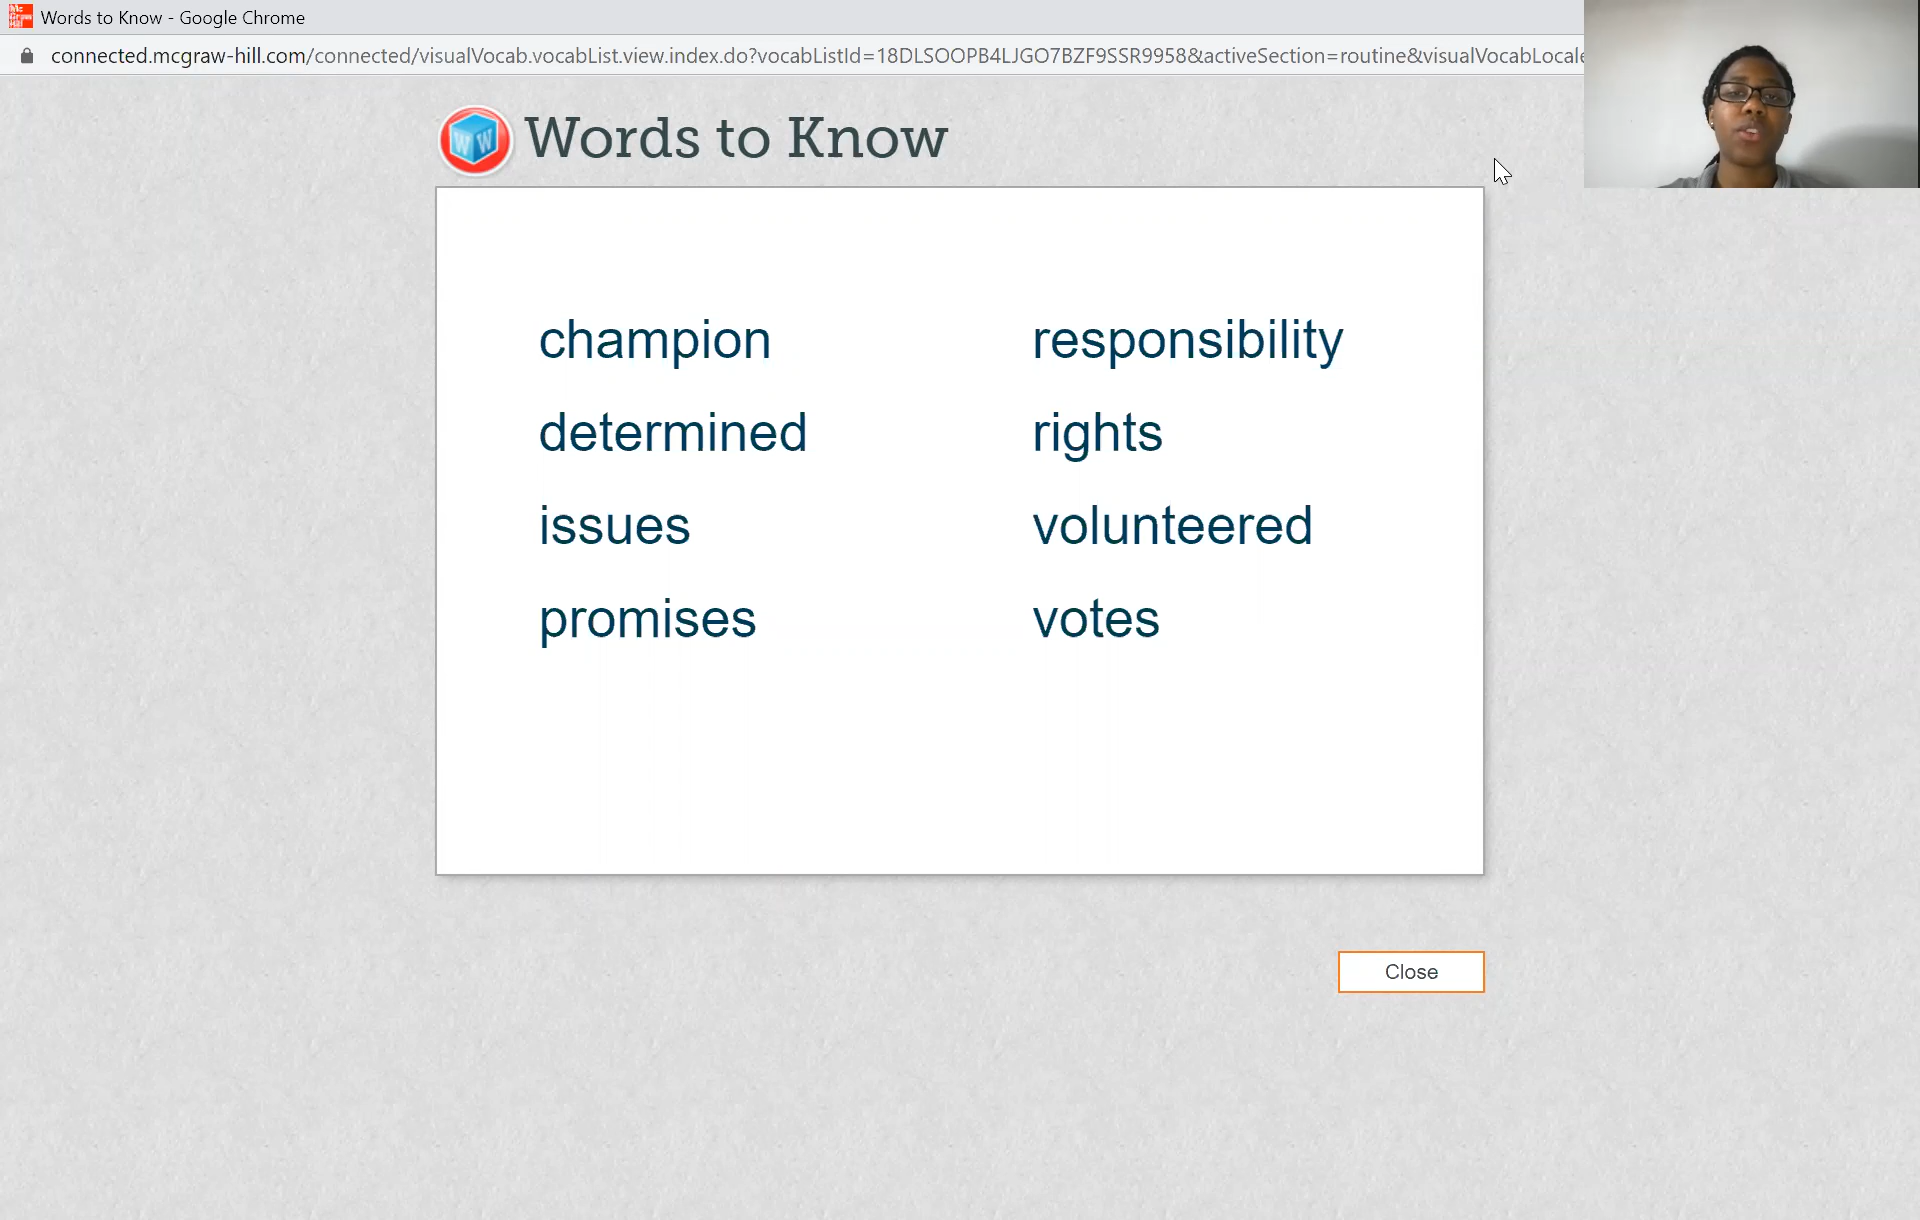 Words to Know - Google Chrome
connected.mcgraw-hill.com/connected/visualVocab.vocabList.view.index.do?vocabListId=18DLSOOPB4LJGO7BZF9SSR9958&activeSection=routine&visualVocabLocale
Words to Know
champion
determined
issues
promises
responsibility
rights
volunteered
votes
Close